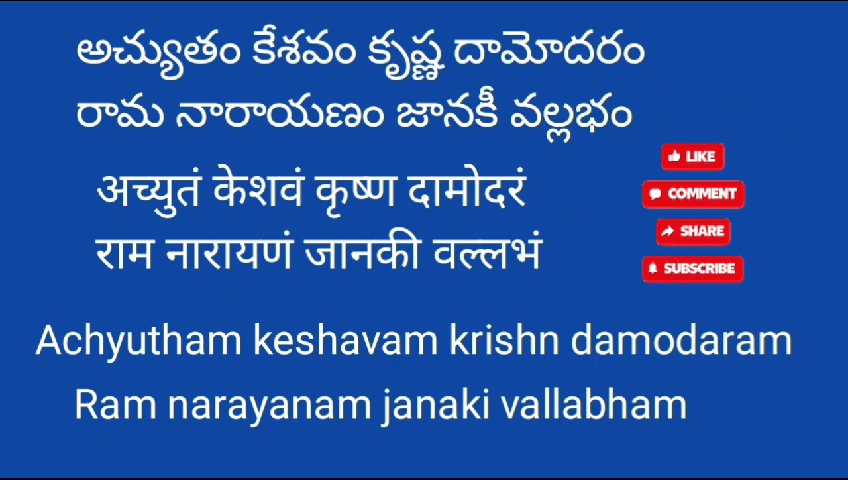 అచ్యుతం కేశవం కృష్ణ దామోదరం
రామ నారాయణం జానకీ వల్లభం
अच्युतं केशवं कृष्ण दामोदरं
राम नारायणं जानकी वल्लभं
LIKE
COMMENT
SHARE
SUBSCRIBE
Achyutham keshavam krishn damodaram
Ram narayanam janaki vallabham